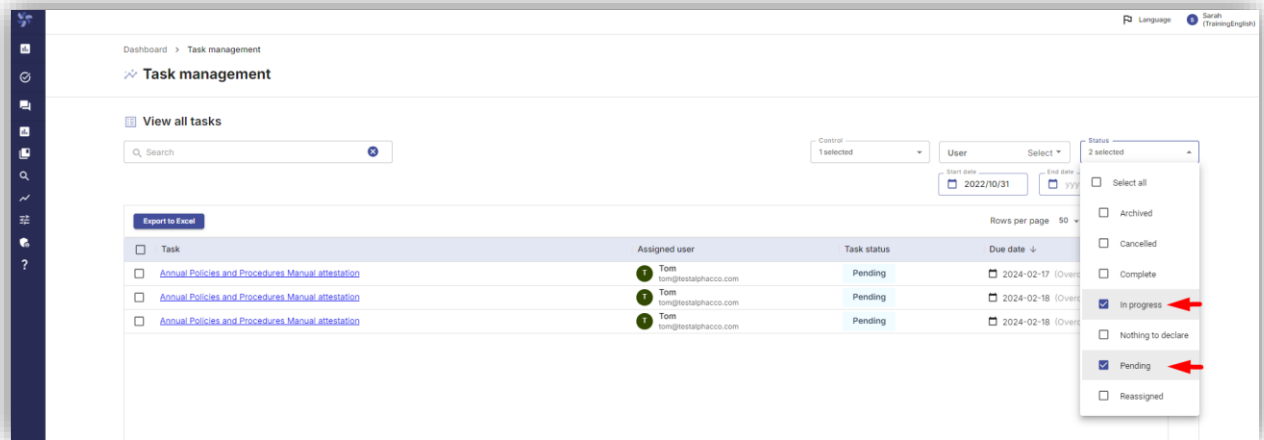 Language
S
Sarah
(TrainingEnglish)
Dashboard > Task management
Task management
View all tasks
Search
Control
1 selected
User Select
Status
2 selected
Start date
2022/10/31
End date
yyy
Select all
Archived
Cancelled
Complete
In progress
Nothing to declare
Pending
Reassigned
Export to Excel
Rows per page 50
Task Assigned user Task status Due date ↓
Annual Policies and Procedures Manual attestation T Tom Pending 2024-02-17 (Overd
tom@testalphacco.com
Annual Policies and Procedures Manual attestation T Tom Pending 2024-02-18 (Overd
tom@testalphacco.com
Annual Policies and Procedures Manual attestation T Tom Pending 2024-02-18 (Overd
tom@testalphacco.com
?